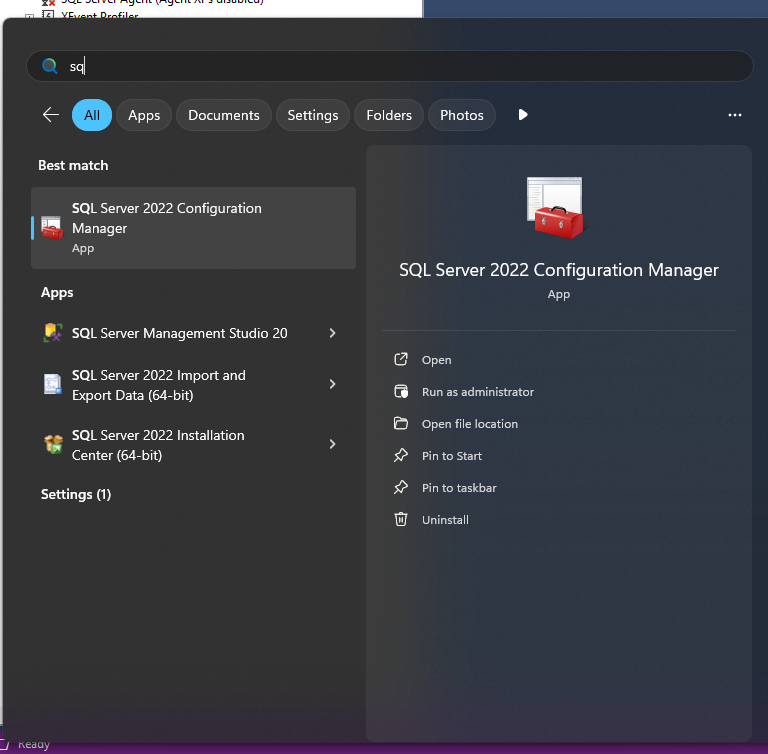 SQL Server Agent (Agent XPs disabled)
XEvent Profiler
sq
All
Apps
Documents
Settings
Folders
Photos
Best match
SQL Server 2022 Configuration
Manager
App
Apps
SQL Server Management Studio 20
SQL Server 2022 Import and
Export Data (64-bit)
SQL Server 2022 Installation
Center (64-bit)
Settings (1)
SQL Server 2022 Configuration Manager
App
Open
Run as administrator
Open file location
Pin to Start
Pin to taskbar
Uninstall
Ready